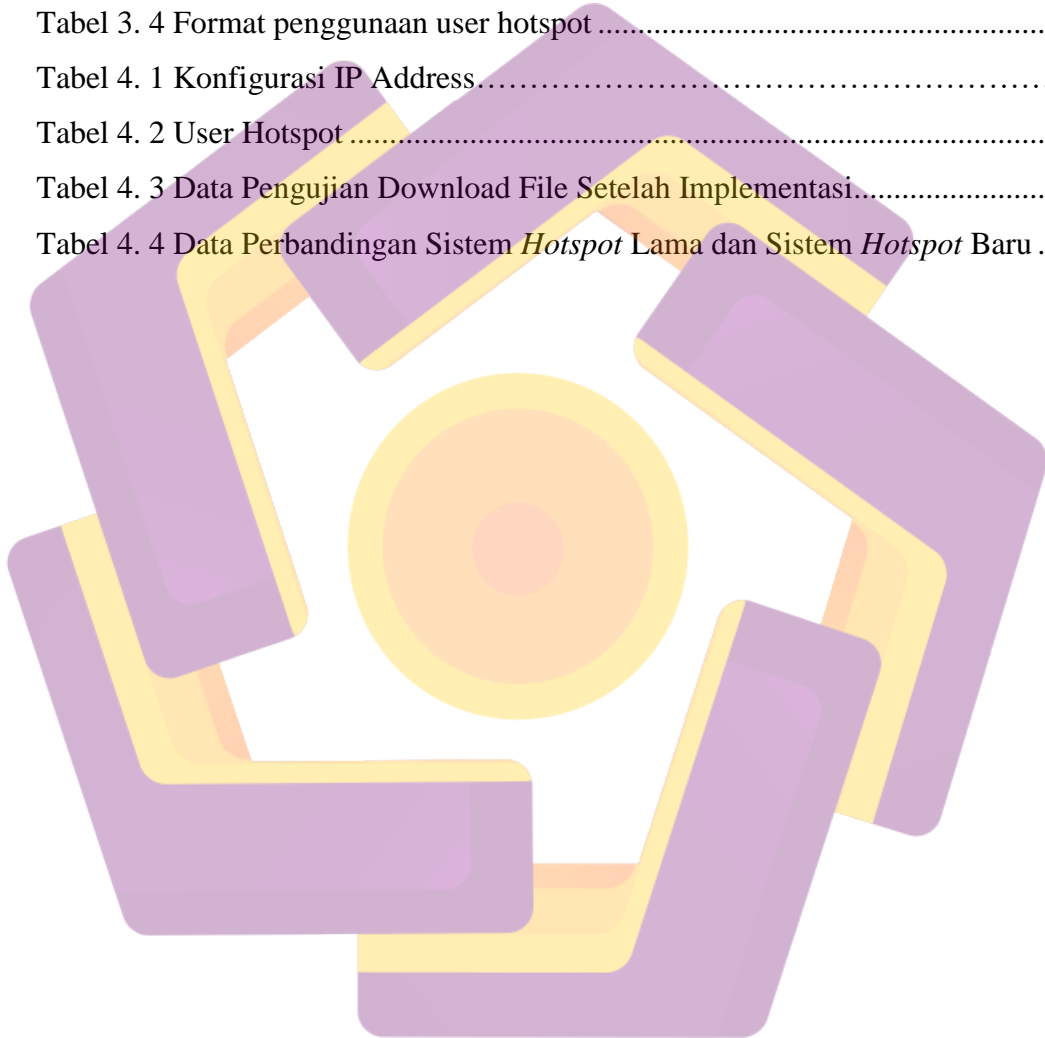 Tabel 3. 4 Format penggunaan user hotspot ..........................................................
Tabel 4. 1 Konfigurasi IP Address……………………………………………………
Tabel 4. 2 User Hotspot ..........................................................................................
Tabel 4. 3 Data Pengujian Download File Setelah Implementasi.........................
Tabel 4. 4 Data Perbandingan Sistem Hotspot Lama dan Sistem Hotspot Baru .